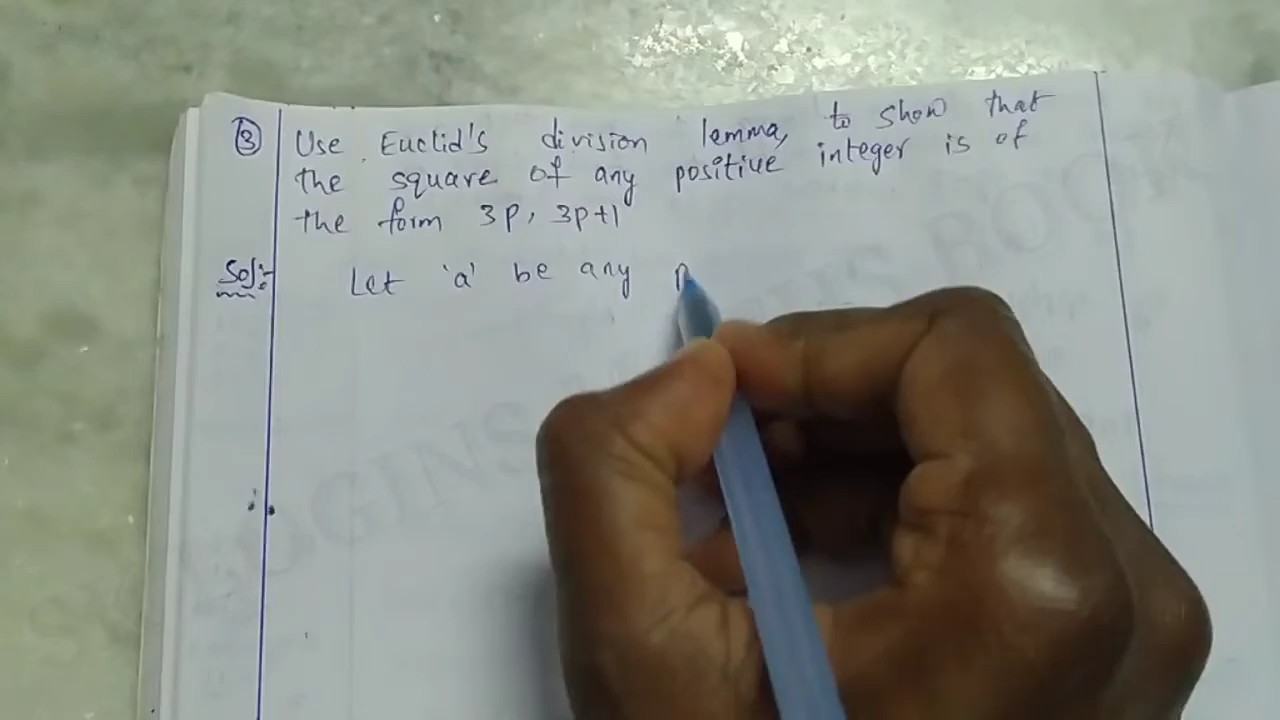 ③ Use Euclid's division lemma, to show that
the square of any positive integer is of
the form 3p, 3p+1
Sol:- Let 'a' be any p